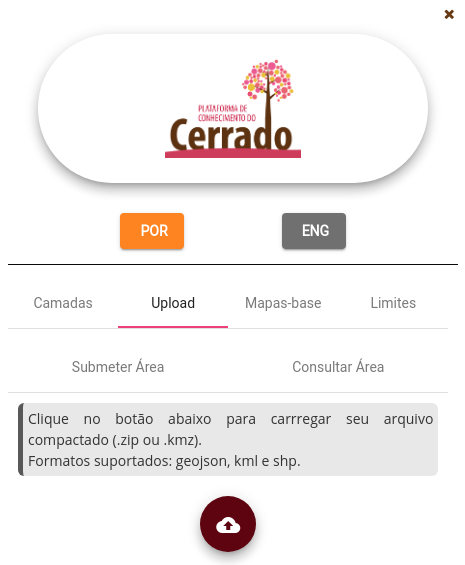 PLATAFORMA DE
CONHECIMENTO DO
Cerrado
POR
ENG
Camadas
Upload
Mapas-base
Limites
Submeter Área
Consultar Área
Clique no botão abaixo para carrregar seu arquivo
compactado (.zip ou .kmz).
Formatos suportados: geojson, kml e shp.